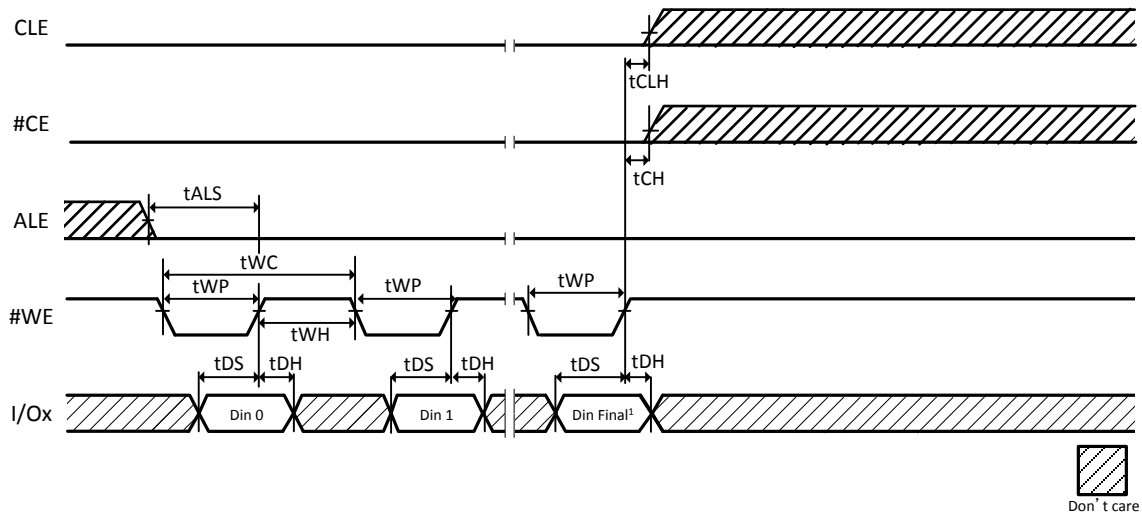 CLE
tCLH
#CE
tCH
tALS
ALE
tWC
tWP
tWP
tWP
#WE
tWH
tDS
tDH
tDS
tDH
tDS
tDH
I/Ox
Din 0
Din 1
Din Final¹
Don't care